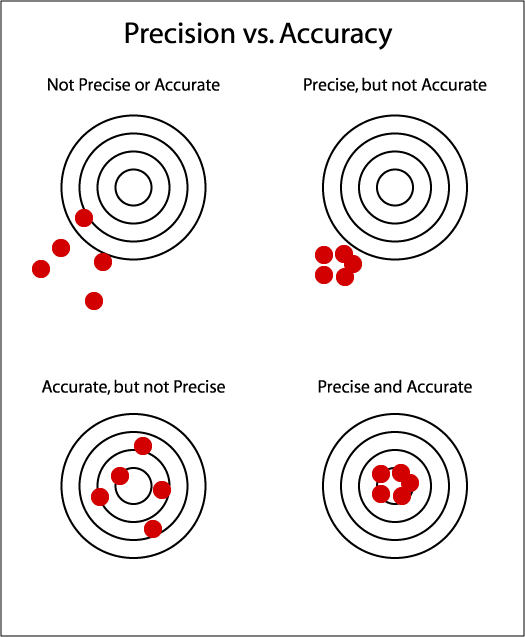 Precision vs. Accuracy
Not Precise or Accurate
Precise, but not Accurate
Accurate, but not Precise
Precise and Accurate